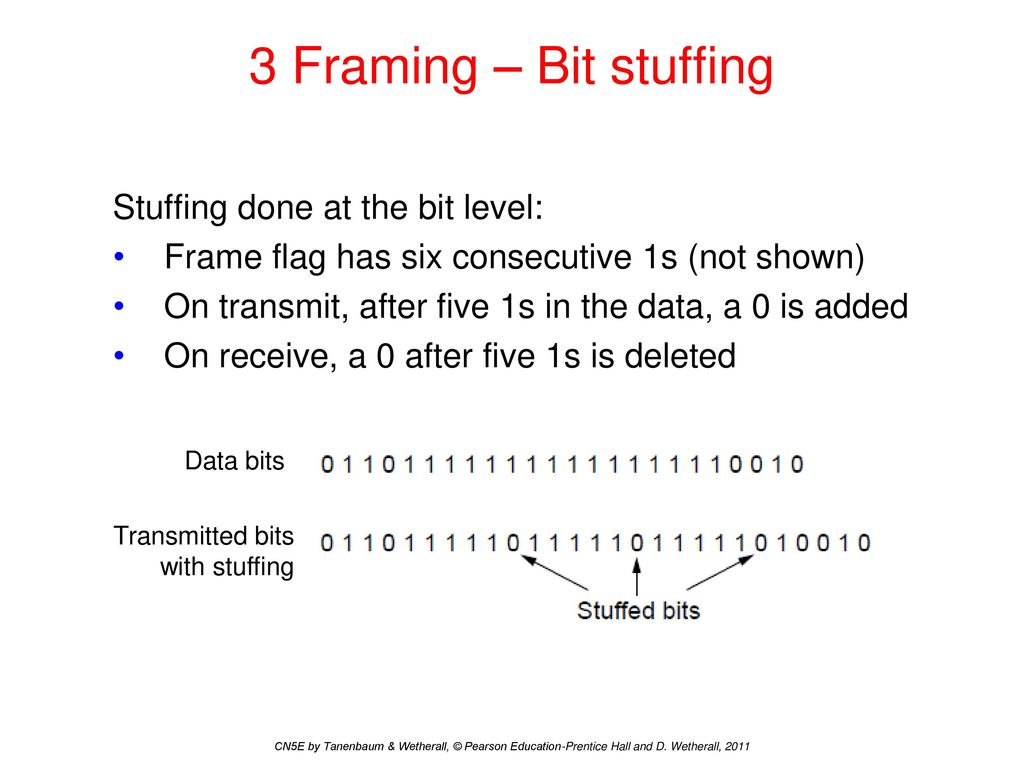 3 Framing – Bit stuffing
Stuffing done at the bit level:
• Frame flag has six consecutive 1s (not shown)
• On transmit, after five 1s in the data, a 0 is added
• On receive, a 0 after five 1s is deleted
Data bits 0 1 1 0 1 1 1 1 1 1 1 1 1 1 1 1 1 1 1 1 0 0 1 0
Transmitted bits 0 1 1 0 1 1 1 1 1 0 1 1 1 1 1 0 1 1 1 1 1 0 1 0 0 1 0
with stuffing
Stuffed bits
CN5E by Tanenbaum & Wetherall, © Pearson Education-Prentice Hall and D. Wetherall, 2011